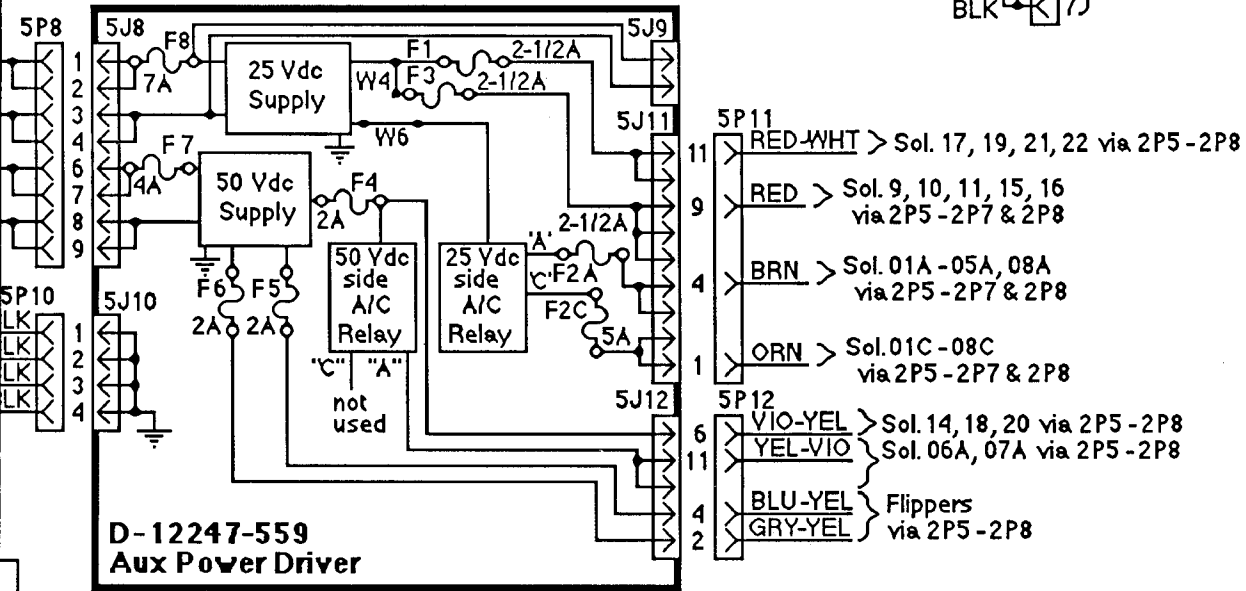 BLK 7
5P8 5J8 5J9
1
2
3
4
6
7
8
9
F8
7A
25 Vdc
Supply
W4
F1 2-1/2A
F3 2-1/2A
W6
F7
4A
50 Vdc
Supply
F4
2A
5J11 5P11
11 RED-WHT Sol. 17, 19, 21, 22 via 2P5-2P8
9 RED Sol. 9, 10, 11, 15, 16
via 2P5-2P7 & 2P8
2-1/2A
"A"
F2A
"C"
F2C
5A
4 BRN Sol. 01A-05A, 08A
via 2P5-2P7 & 2P8
1 ORN Sol. 01C-08C
via 2P5-2P7 & 2P8
50 Vdc
side
A/C
Relay
25 Vdc
side
A/C
Relay
F6 F5
2A 2A
"C" "A"
not
used
5P10 5J10
LK 1
LK 2
LK 3
LK 4
5J12 5P12
6 VIO-YEL Sol. 14, 18, 20 via 2P5-2P8
11 YEL-VIO Sol. 06A, 07A via 2P5-2P8
4 BLU-YEL Flippers
2 GRY-YEL via 2P5-2P8
D-12247-559
Aux Power Driver